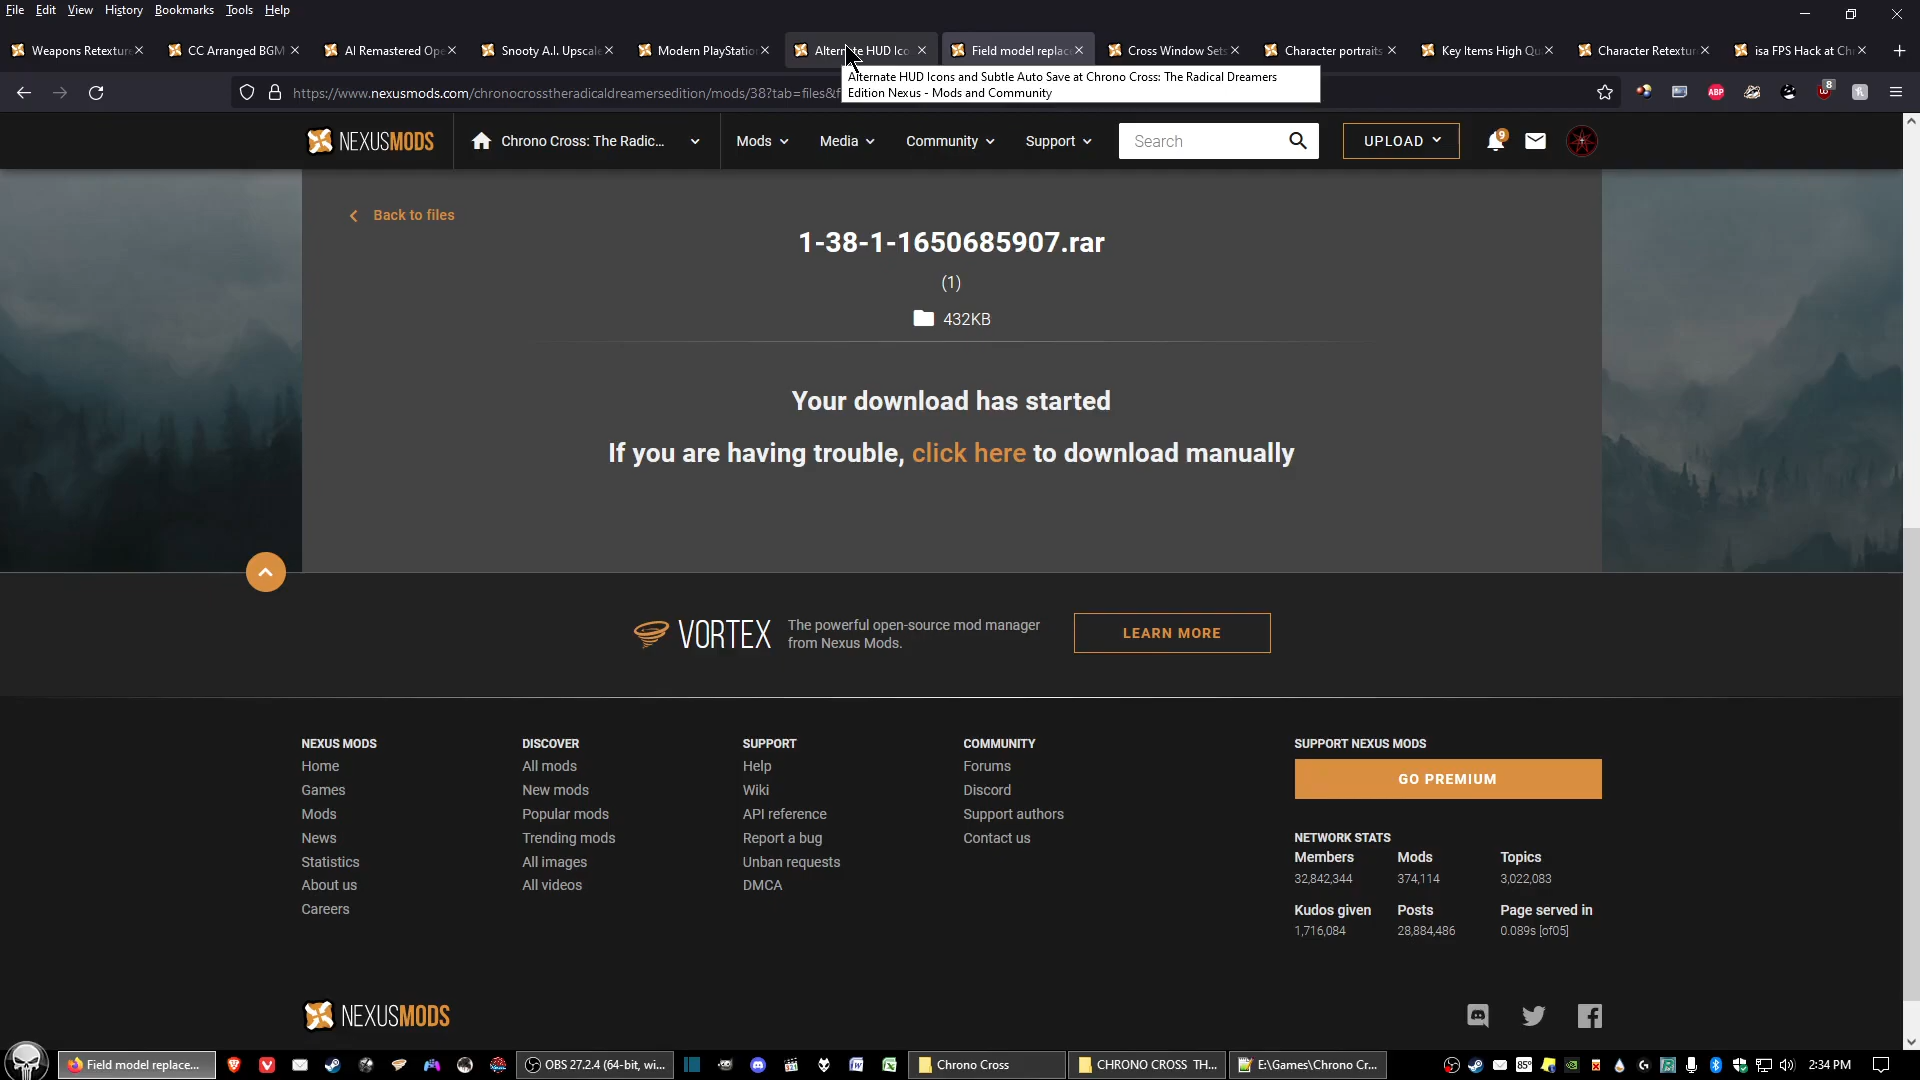 File Edit View History Bookmarks Tools Help
Weapons Retexture
CC Arranged BGM
AI Remastered Ope
Snooty A.I. Upscale
Modern PlayStatio
Alternate HUD Ico
Field model replac
Cross Window Set
Character portraits
Key Items High Qu
Character Retextur
isa FPS Hack at Ch
https://www.nexusmods.com/chronocrosstheradicaldreamersedition/mods/38?tab=files&f
Alternate HUD Icons and Subtle Auto Save at Chrono Cross: The Radical Dreamers
Edition Nexus - Mods and Community
ABP
8
NEXUSMODS
Chrono Cross: The Radic...
Mods
Media
Community
Support
Search
UPLOAD
9
Back to files
1-38-1-1650685907.rar
(1)
432KB
Your download has started
If you are having trouble, click here to download manually
VORTEX
The powerful open-source mod manager
from Nexus Mods.
LEARN MORE
NEXUS MODS
Home
Games
Mods
News
Statistics
About us
Careers
DISCOVER
All mods
New mods
Popular mods
Trending mods
All images
All videos
SUPPORT
Help
Wiki
API reference
Report a bug
Unban requests
DMCA
COMMUNITY
Forums
Discord
Support authors
Contact us
SUPPORT NEXUS MODS
GO PREMIUM
NETWORK STATS
Members Mods Topics
32,842,344 374,114 3,022,083
Kudos given Posts Page served in
1,716,084 28,884,486 0.089s [of05]
NEXUSMODS
Field model replace...
OBS 27.2.4 (64-bit, wi...
Chrono Cross
CHRONO CROSS TH...
E:\Games\Chrono Cr...
85°
2:34 PM